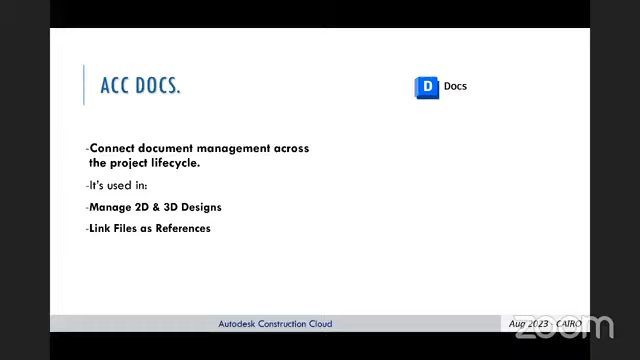 ACC DOCS.
D Docs
-Connect document management across
the project lifecycle.
-It's used in:
-Manage 2D & 3D Designs
-Link Files as References
Autodesk Construction Cloud
Aug 2023 - CAIRO
zoom